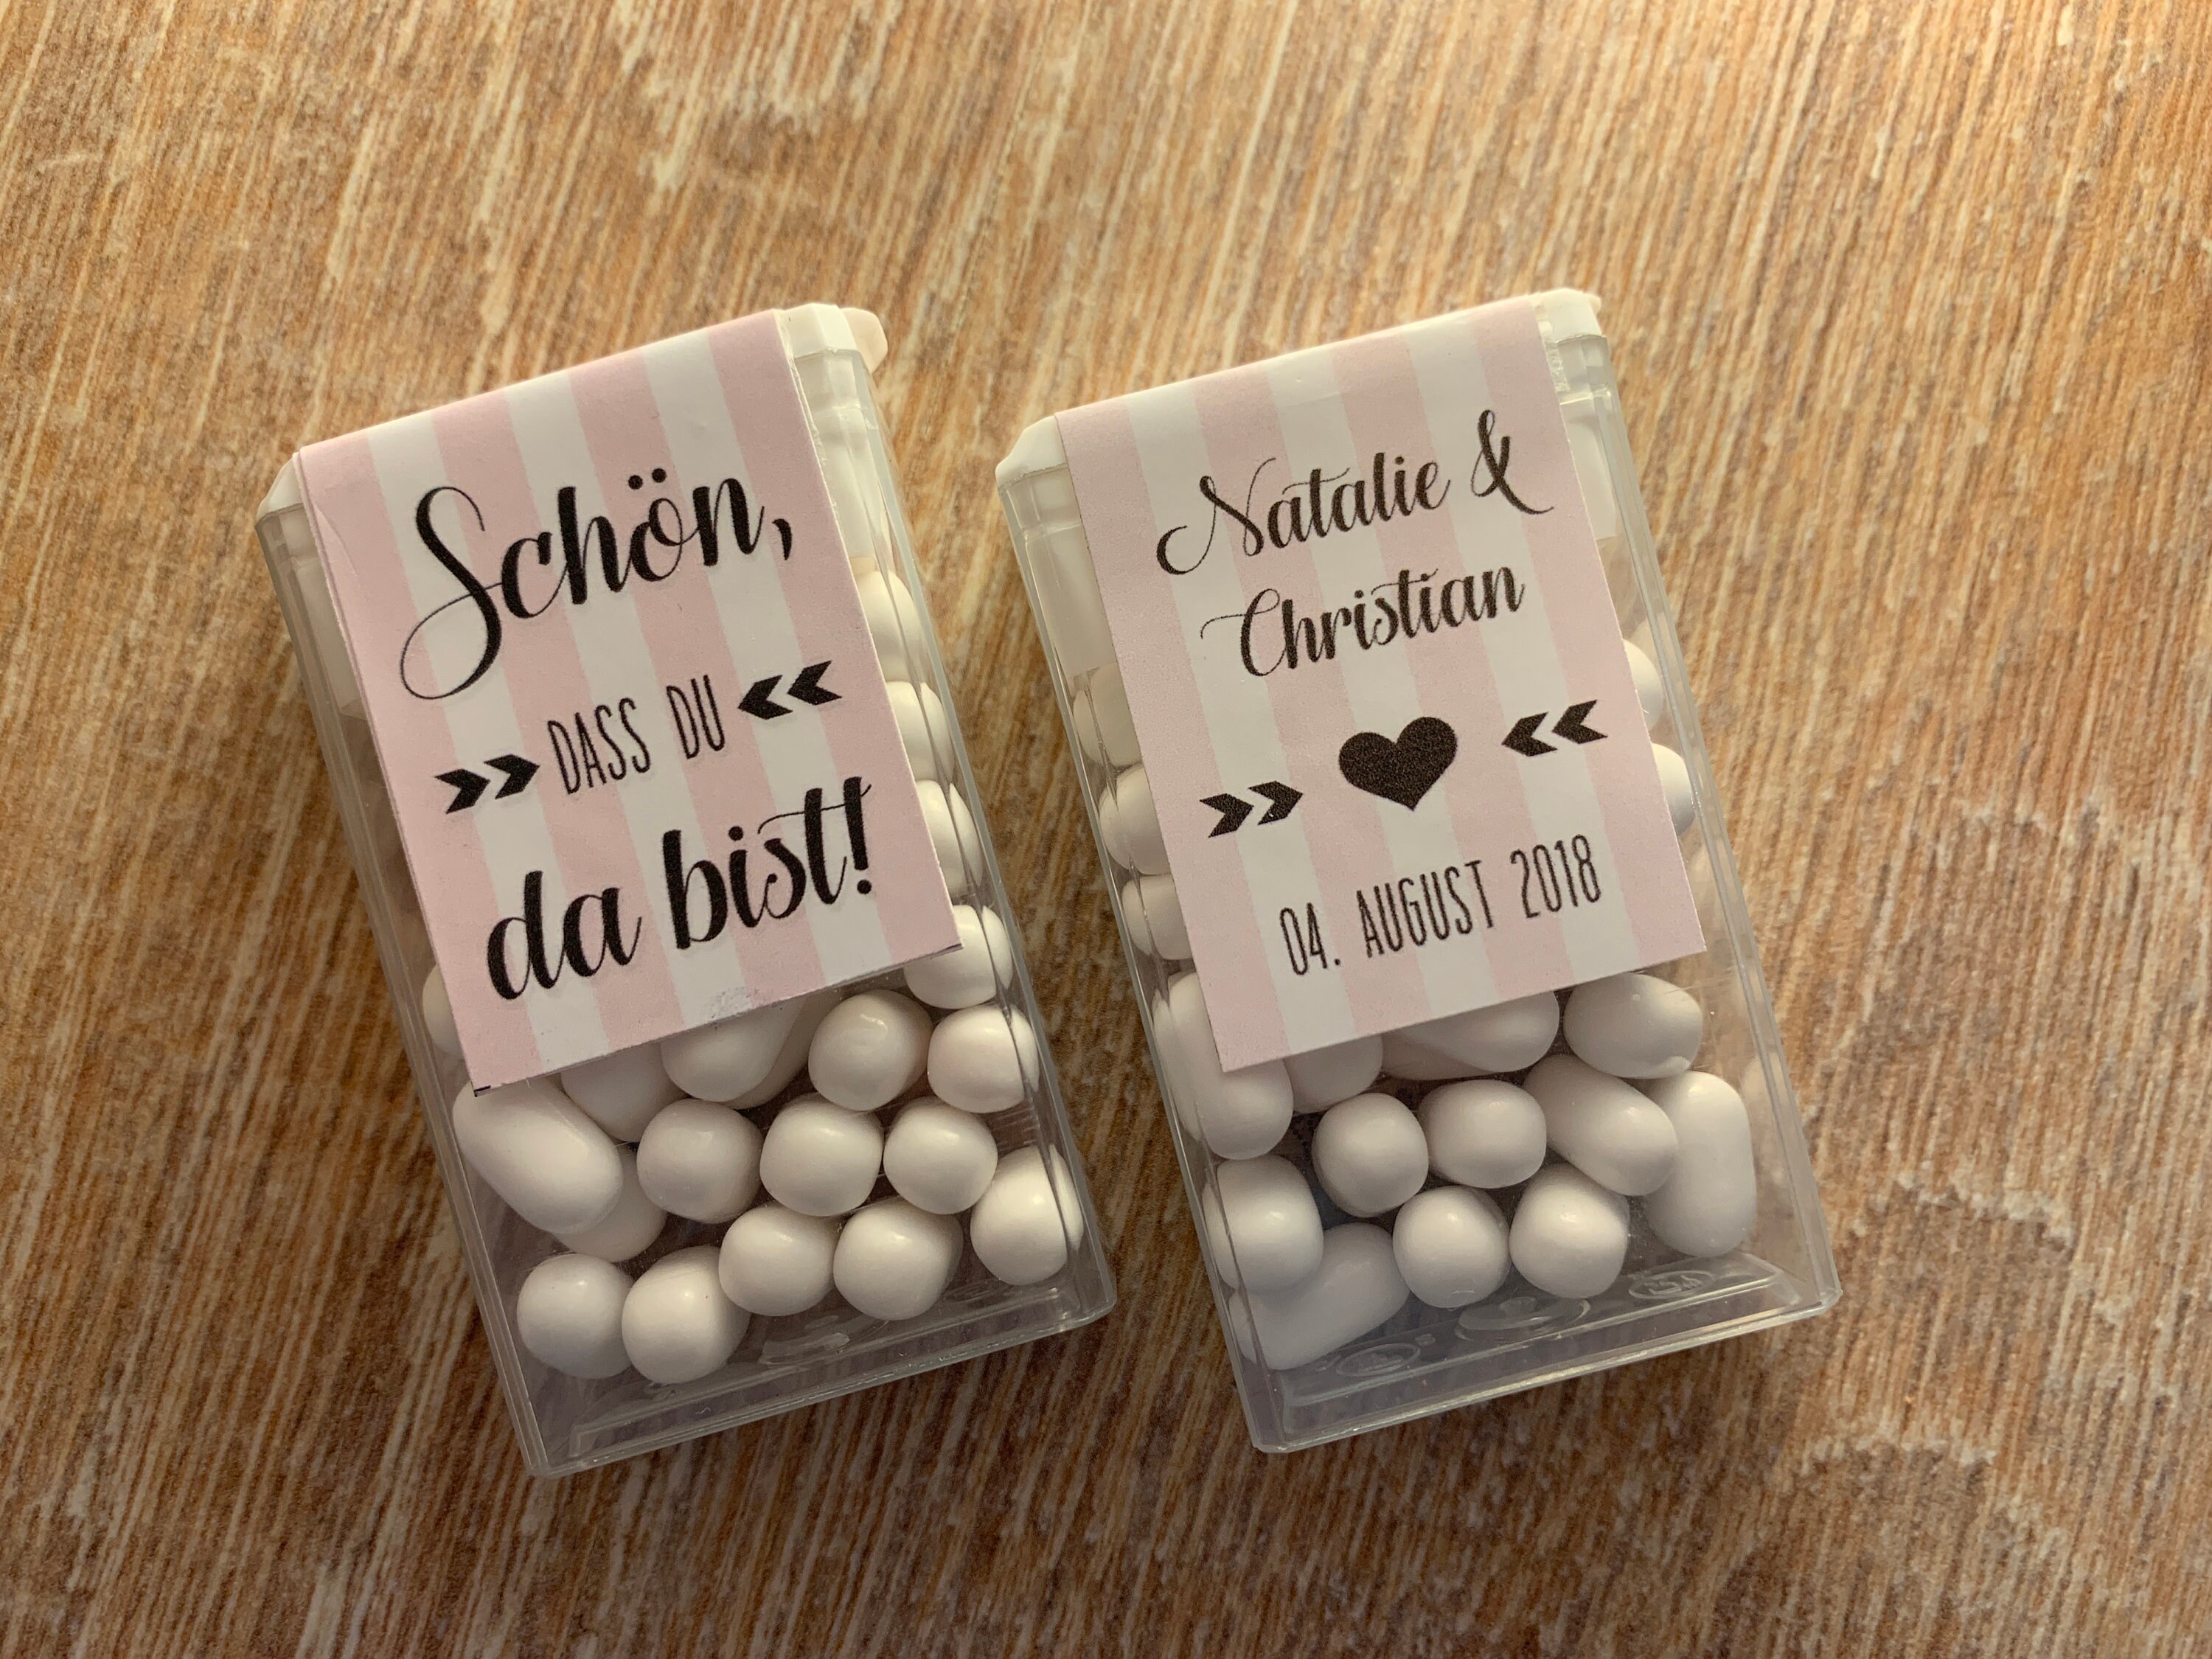 Schön,
DASS DU
da bist!
Natalie &
Christian
04. AUGUST 2018